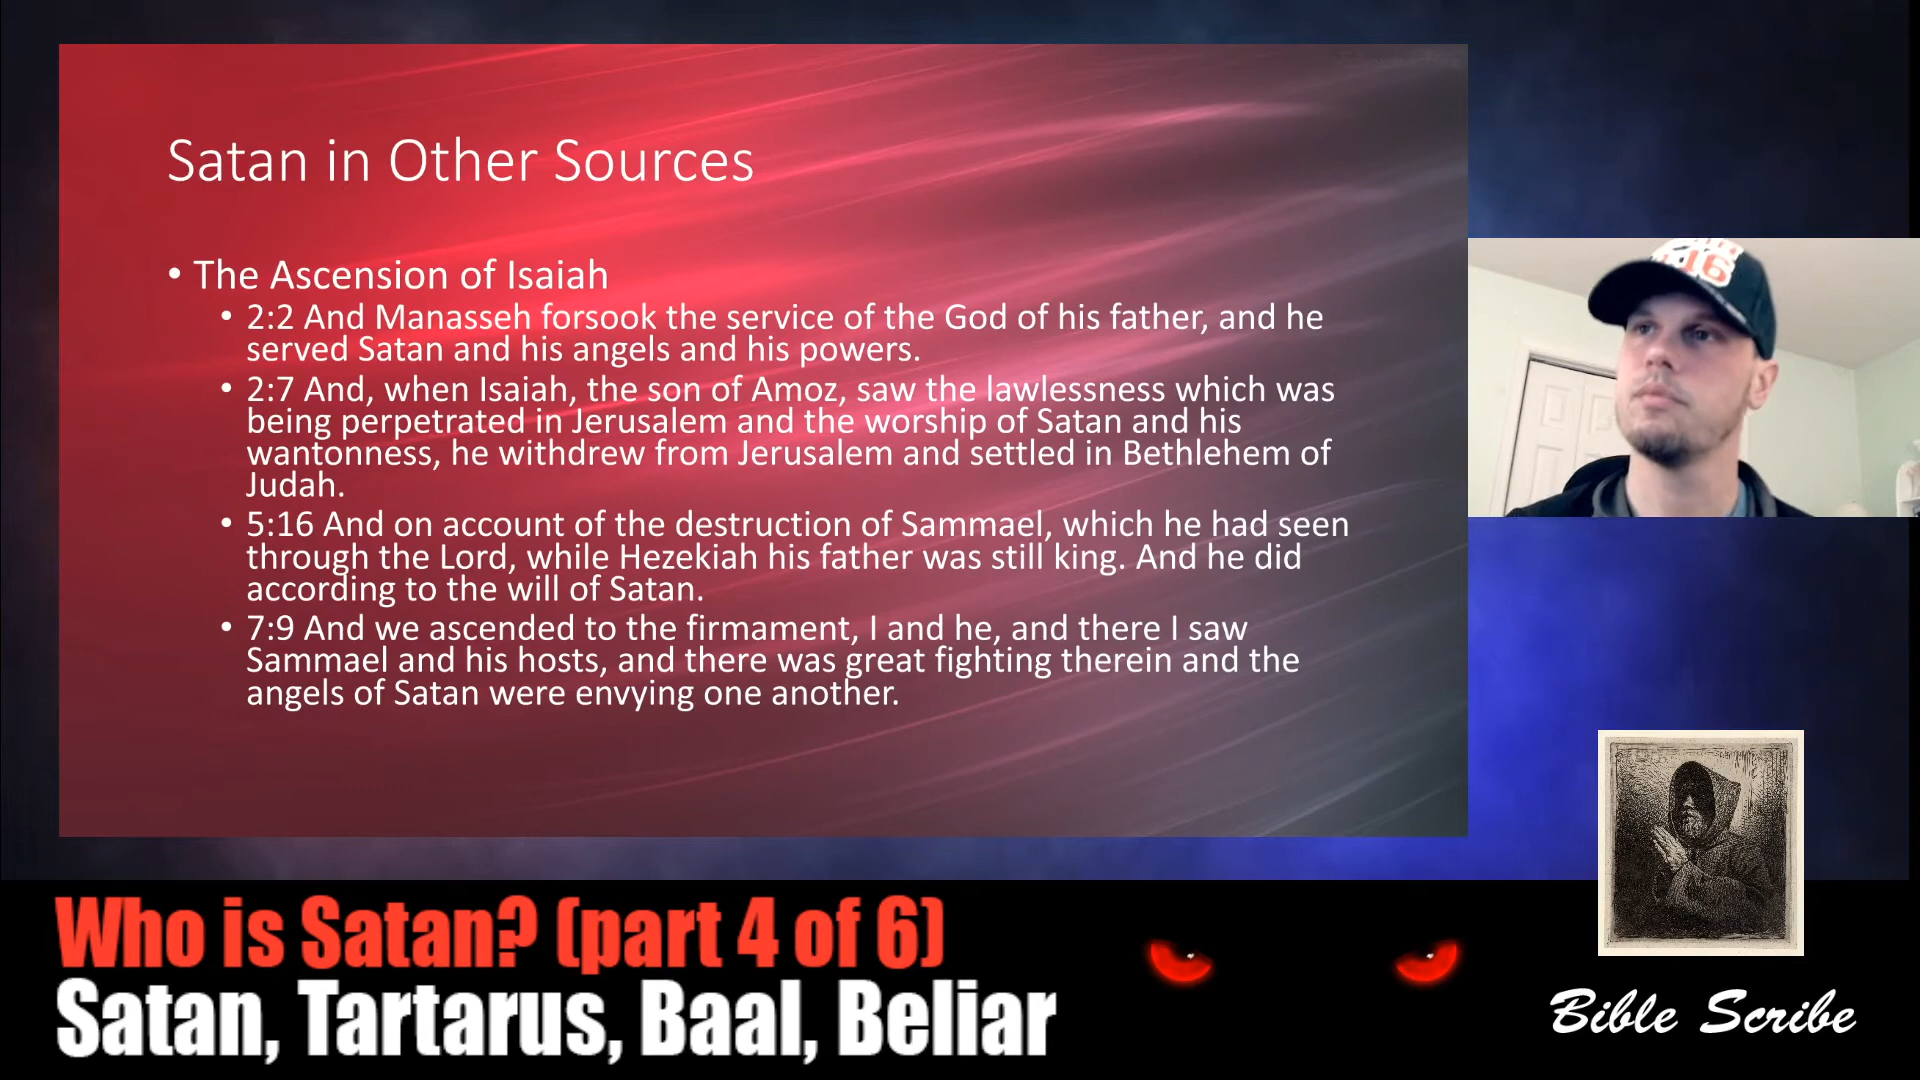 Satan in Other Sources
• The Ascension of Isaiah
• 2:2 And Manasseh forsook the service of the God of his father, and he
served Satan and his angels and his powers.
• 2:7 And, when Isaiah, the son of Amoz, saw the lawlessness which was
being perpetrated in Jerusalem and the worship of Satan and his
wantonness, he withdrew from Jerusalem and settled in Bethlehem of
Judah.
• 5:16 And on account of the destruction of Sammael, which he had seen
through the Lord, while Hezekiah his father was still king. And he did
according to the will of Satan.
• 7:9 And we ascended to the firmament, I and he, and there I saw
Sammael and his hosts, and there was great fighting therein and the
angels of Satan were envying one another.
16
Who is Satan? (part 4 of 6)
Satan, Tartarus, Baal, Beliar
Bible Scribe